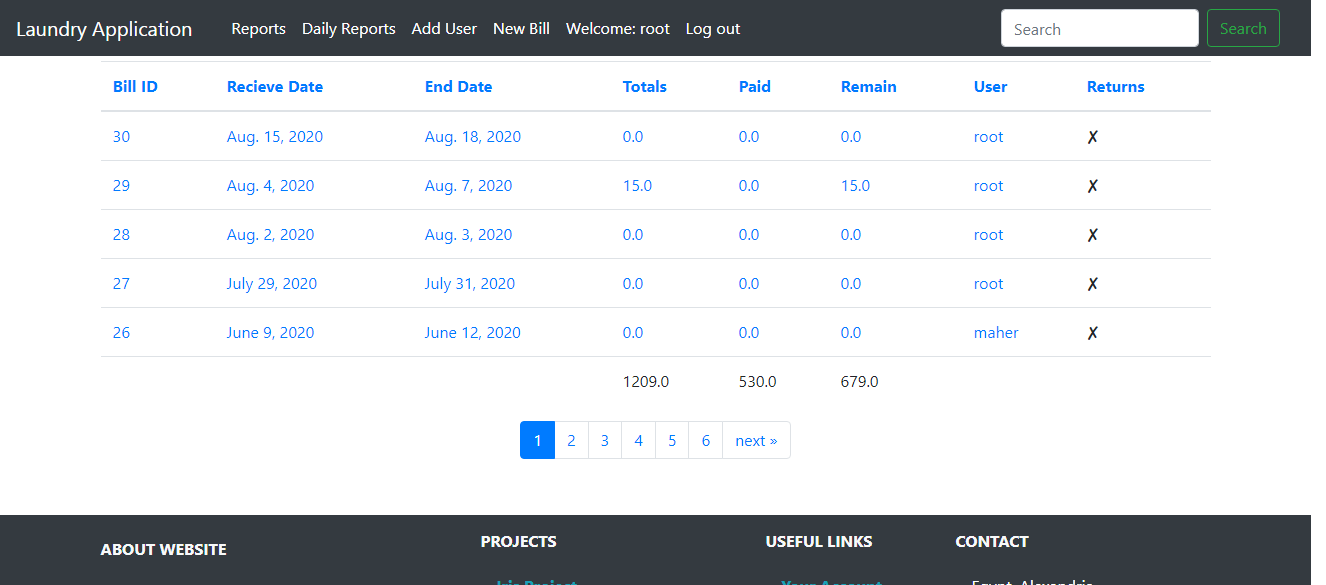 Laundry Application Reports Daily Reports Add User New Bill Welcome: root Log out Search Search
Bill ID Recieve Date End Date Totals Paid Remain User Returns
30 Aug. 15, 2020 Aug. 18, 2020 0.0 0.0 0.0 root ✗
29 Aug. 4, 2020 Aug. 7, 2020 15.0 0.0 15.0 root ✗
28 Aug. 2, 2020 Aug. 3, 2020 0.0 0.0 0.0 root ✗
27 July 29, 2020 July 31, 2020 0.0 0.0 0.0 root ✗
26 June 9, 2020 June 12, 2020 0.0 0.0 0.0 maher ✗
1209.0 530.0 679.0
1 2 3 4 5 6 next »
ABOUT WEBSITE PROJECTS USEFUL LINKS CONTACT
Iris Project Your Account Egypt, Alexandria